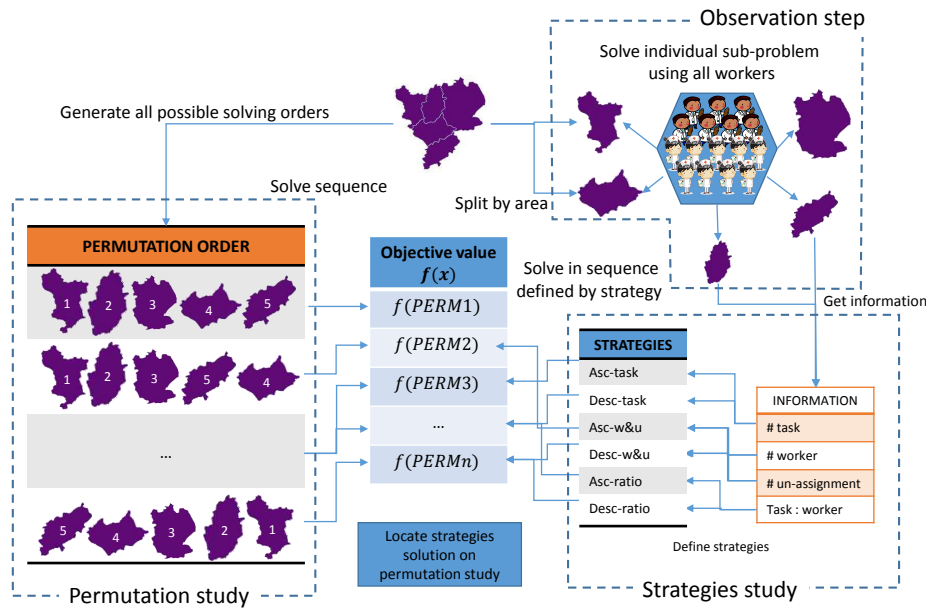 Observation step
Solve individual sub-problem
using all workers
Generate all possible solving orders
Solve sequence
Split by area
PERMUTATION ORDER
1 2 3 4 5
1 2 3 5 4
...
5 4 3 2 1
Permutation study
Objective value
f(x)
f(PERM1)
f(PERM2)
f(PERM3)
...
f(PERMn)
Locate strategies
solution on
permutation study
Solve in sequence
defined by strategy
Get information
STRATEGIES
Asc-task
Desc-task
Asc-w&u
Desc-w&u
Asc-ratio
Desc-ratio
INFORMATION
# task
# worker
# un-assignment
Task : worker
Define strategies
Strategies study